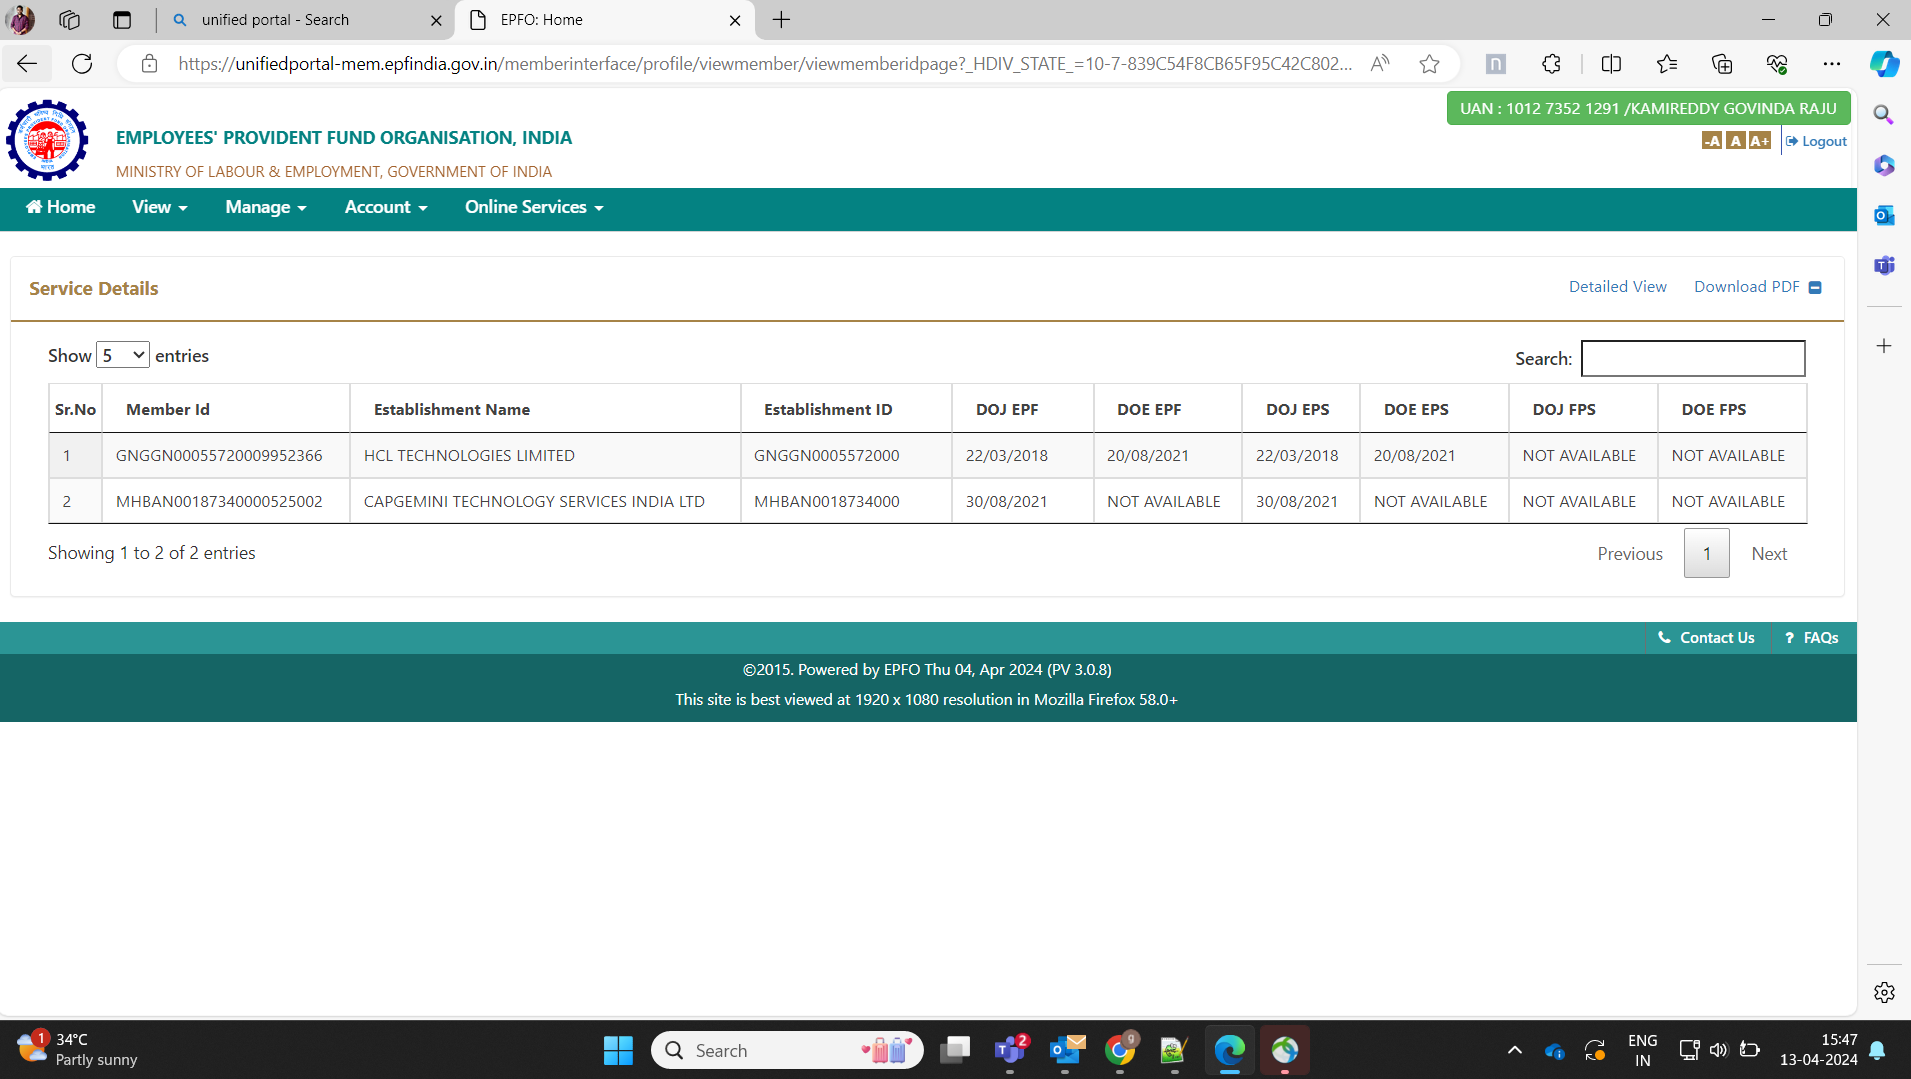 unified portal - Search
EPFO: Home
https://unifiedportal-mem.epfindia.gov.in/memberinterface/profile/viewmember/viewmemberidpage?_HDIV_STATE_=10-7-839C54F8CB65F95C42C802...
UAN : 1012 7352 1291 /KAMIREDDY GOVINDA RAJU
EMPLOYEES' PROVIDENT FUND ORGANISATION, INDIA
-A A A+ Logout
MINISTRY OF LABOUR & EMPLOYMENT, GOVERNMENT OF INDIA
Home View Manage Account Online Services
Service Details
Detailed View Download PDF
Show 5 entries
Search:
Sr.No Member Id Establishment Name Establishment ID DOJ EPF DOE EPF DOJ EPS DOE EPS DOJ FPS DOE FPS
1 GNGGN00055720009952366 HCL TECHNOLOGIES LIMITED GNGGN0005572000 22/03/2018 20/08/2021 22/03/2018 20/08/2021 NOT AVAILABLE NOT AVAILABLE
2 MHBAN00187340000525002 CAPGEMINI TECHNOLOGY SERVICES INDIA LTD MHBAN0018734000 30/08/2021 NOT AVAILABLE 30/08/2021 NOT AVAILABLE NOT AVAILABLE NOT AVAILABLE
Showing 1 to 2 of 2 entries
Previous 1 Next
Contact Us ? FAQs
©2015. Powered by EPFO Thu 04, Apr 2024 (PV 3.0.8)
This site is best viewed at 1920 x 1080 resolution in Mozilla Firefox 58.0+
1
34°C
Partly sunny
Search
2
9
ENG
IN
15:47
13-04-2024